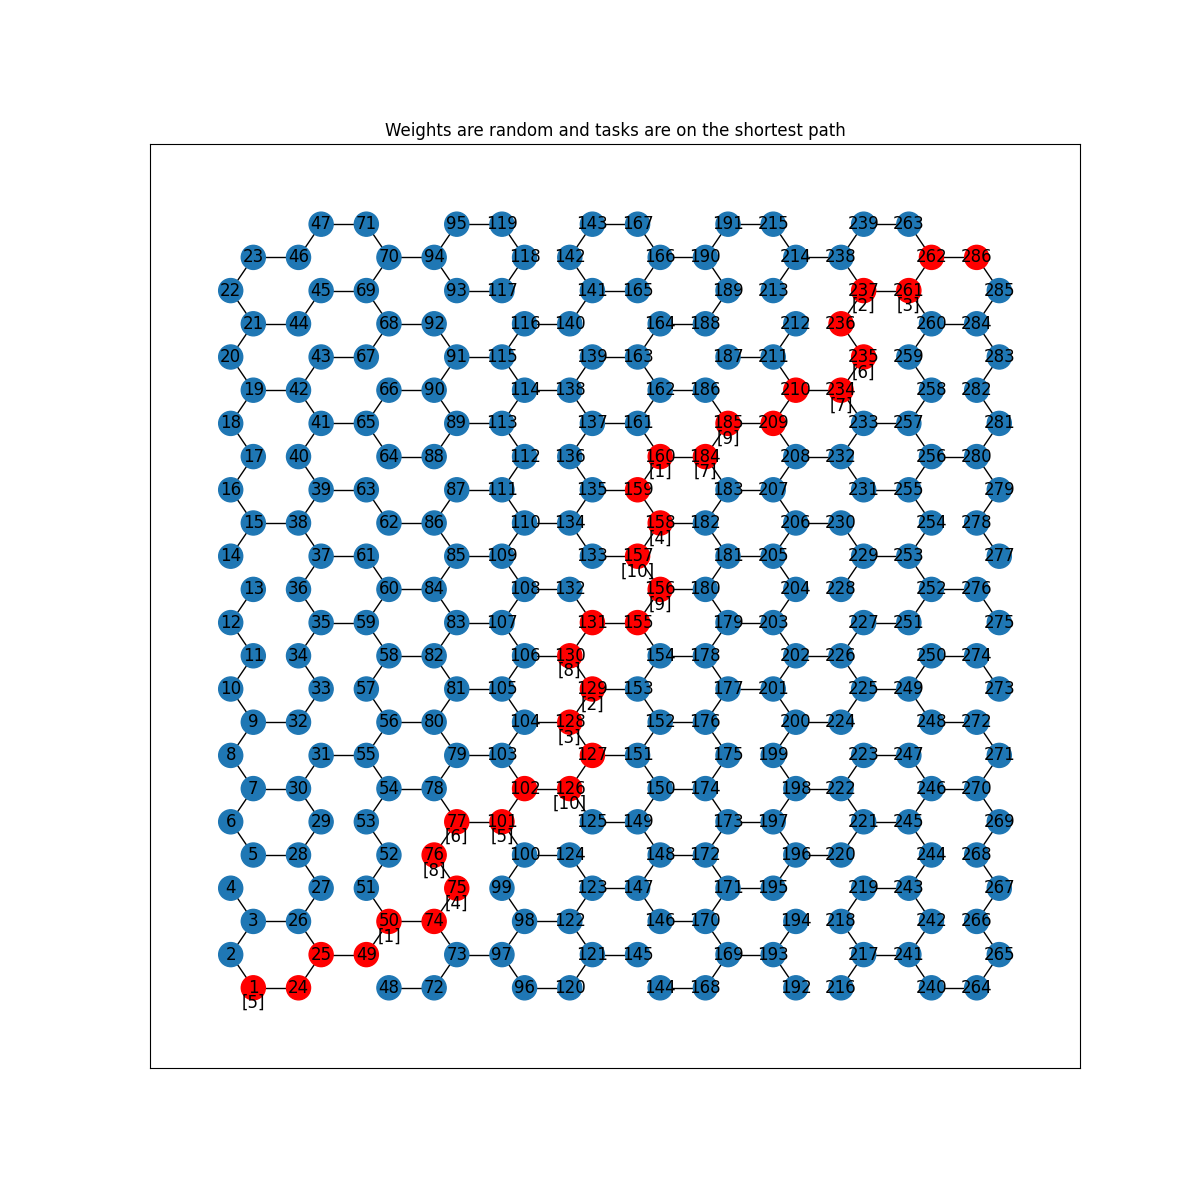 Weights are random and tasks are on the shortest path
47 71 95 119 143 167 191 215 239 263
23 46 70 94 118 142 166 190 214 238 262 286
22 45 69 93 117 141 165 189 213 237 261 285
[2] [3]
21 44 68 92 116 140 164 188 212 236 260 284
20 43 67 91 115 139 163 187 211 235 259 283
[6]
19 42 66 90 114 138 162 186 210 234 258 282
[7]
18 41 65 89 113 137 161 185 209 233 257 281
[9]
17 40 64 88 112 136 160 184 208 232 256 280
[1] [7]
16 39 63 87 111 135 159 183 207 231 255 279
15 38 62 86 110 134 158 182 206 230 254 278
[4]
14 37 61 85 109 133 157 181 205 229 253 277
[10]
13 36 60 84 108 132 156 180 204 228 252 276
[9]
12 35 59 83 107 131 155 179 203 227 251 275
11 34 58 82 106 130 154 178 202 226 250 274
[8]
10 33 57 81 105 129 153 177 201 225 249 273
[2]
9 32 56 80 104 128 152 176 200 224 248 272
[3]
8 31 55 79 103 127 151 175 199 223 247 271
7 30 54 78 102 126 150 174 198 222 246 270
[10]
6 29 53 77 101 125 149 173 197 221 245 269
[6] [5]
5 28 52 76 100 124 148 172 196 220 244 268
[8]
4 27 51 75 99 123 147 171 195 219 243 267
[4]
3 26 50 74 98 122 146 170 194 218 242 266
[1]
2 25 49 73 97 121 145 169 193 217 241 265
1 24 48 72 96 120 144 168 192 216 240 264
[5]